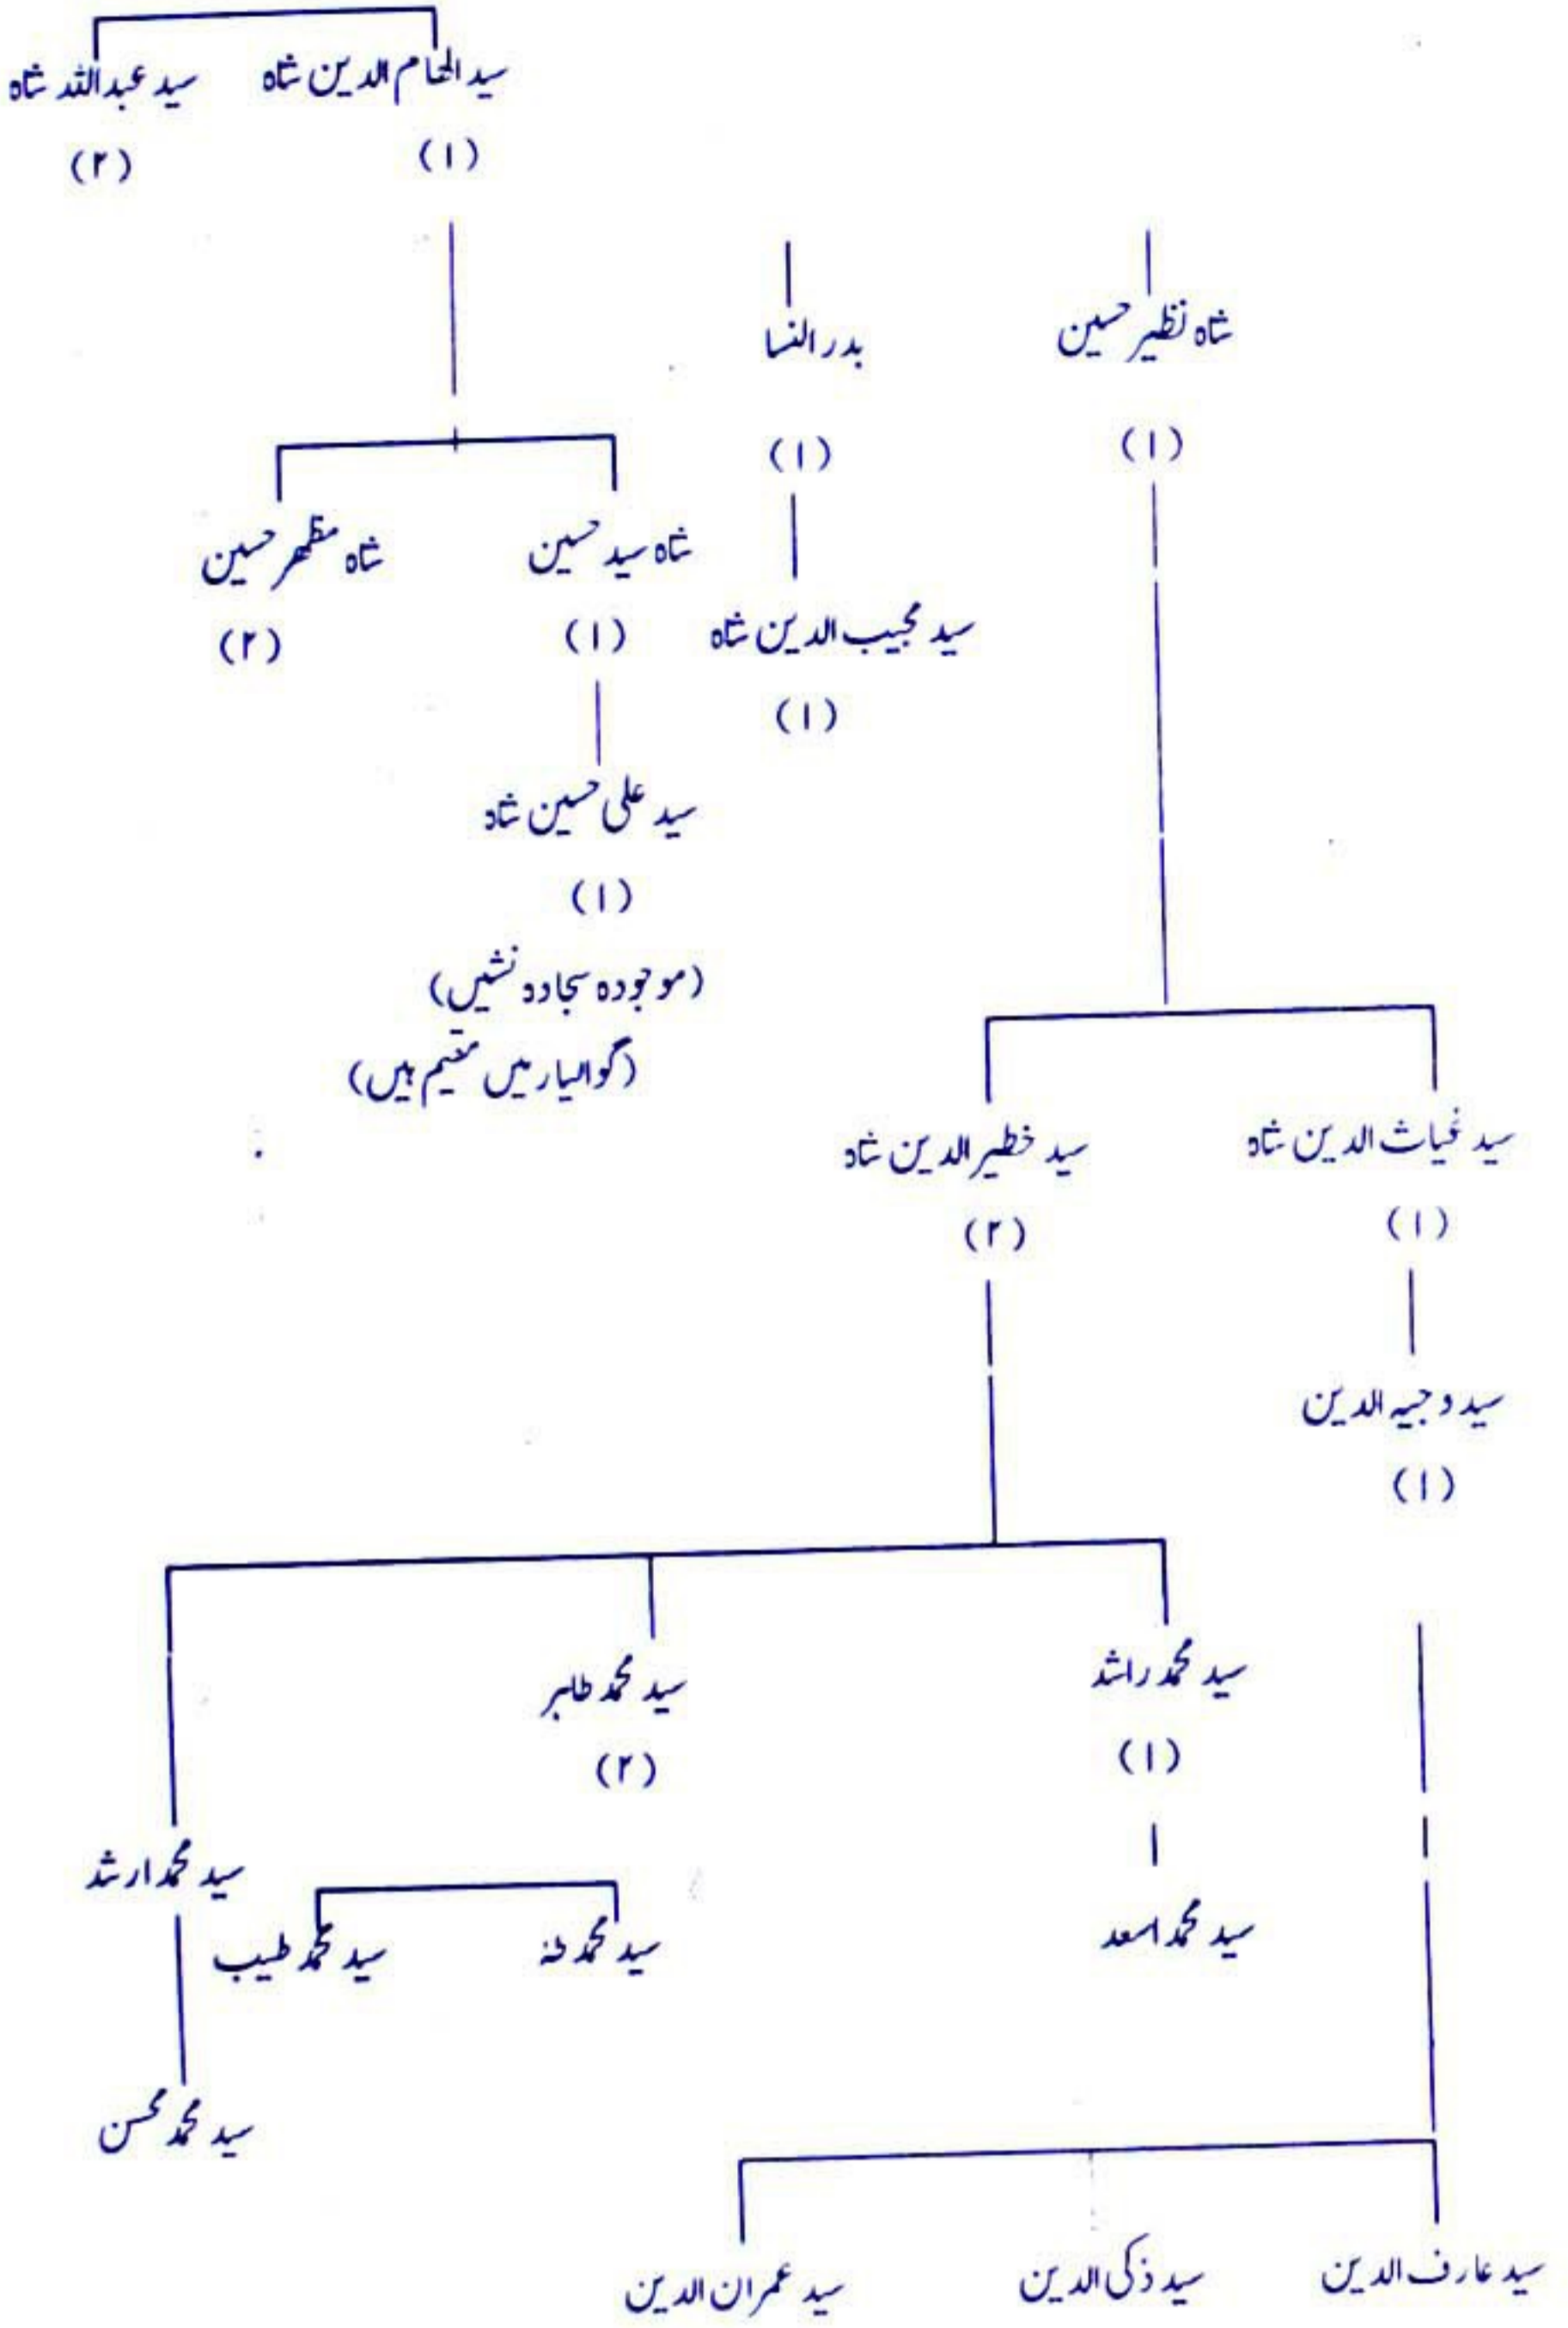 سید الھام الدین شاہ
سید عبداللہ شاہ
(۱)
(۲)
شاہ نظیر حسین
بدر النسا
(۱)
(۱)
شاہ سید حسین
شاہ مظہر حسین
سید مجیب الدین شاہ
(۱)
(۲)
(۱)
سید علی حسین شاہ
(۱)
(موجودہ سجادہ نشیں)
(گوالیار میں مقیم ہیں)
سید غیاث الدین شاہ
سید خطیر الدین شاہ
(۱)
(۲)
سید وجیہ الدین
(۱)
سید محمد راشد
سید محمد طاہر
(۱)
(۲)
سید محمد ارشد
سید محمد اسعد
سید محمد طہٰ
سید محمد طیب
سید محمد محسن
سید عارف الدین
سید ذکی الدین
سید عمران الدین